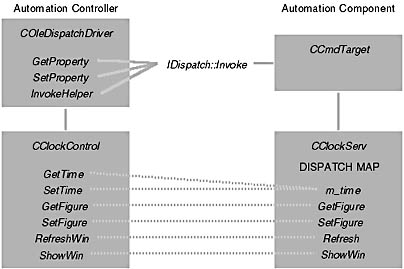 Automation Controller
Automation Component
COleDispatchDriver
GetProperty
SetProperty
InvokeHelper
IDispatch::Invoke
CCmdTarget
CClockControl
GetTime
SetTime
GetFigure
SetFigure
RefreshWin
ShowWin
CClockServ
DISPATCH MAP
m_time
GetFigure
SetFigure
Refresh
ShowWin